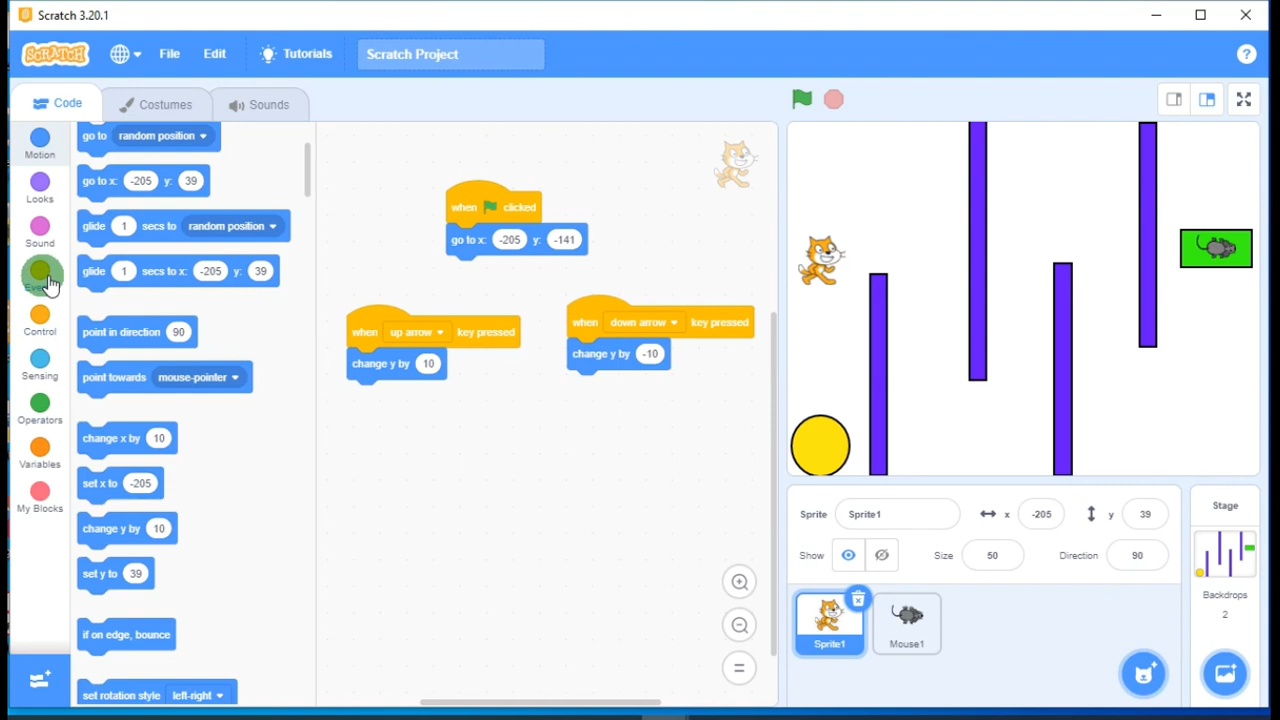 Scratch 3.20.1
SCRATCH File Edit Tutorials Scratch Project ?
Code Costumes Sounds
Motion
Looks
Sound
Control
Sensing
Operators
Variables
My Blocks
go to random position
go to x: -205 y: 39
glide 1 secs to random position
glide 1 secs to x: -205 y: 39
point in direction 90
point towards mouse-pointer
change x by 10
set x to -205
change y by 10
set y to 39
if on edge, bounce
set rotation style left-right
when clicked
go to x: -205 y: -141
when up arrow key pressed
change y by 10
when down arrow key pressed
change y by -10
Sprite Sprite1 x -205 y 39
Show Size 50 Direction 90
Sprite1
Mouse1
Stage
Backdrops
2